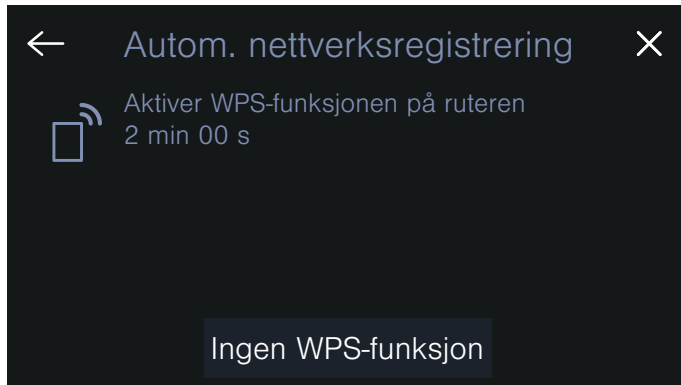 Autom. nettverksregistrering
Aktiver WPS-funksjonen på ruteren
2 min 00 s
Ingen WPS-funksjon